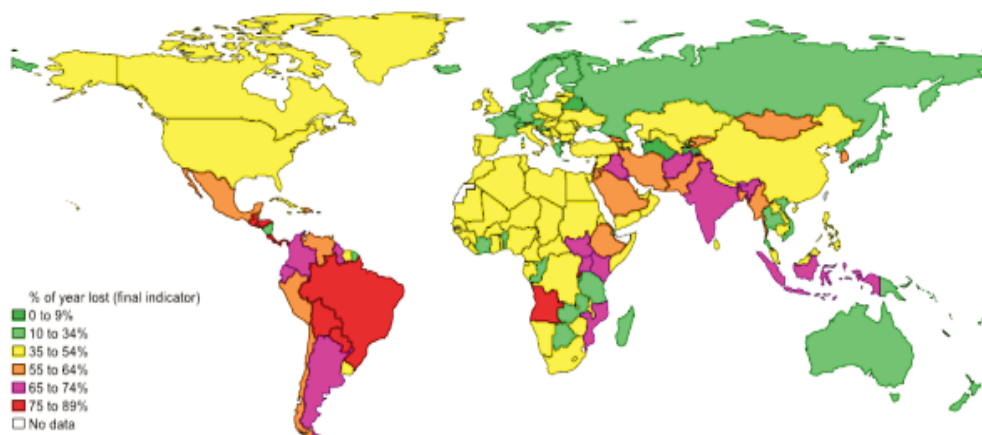 % of year lost (final indicator)
0 to 9%
10 to 34%
35 to 54%
55 to 64%
65 to 74%
75 to 89%
No data